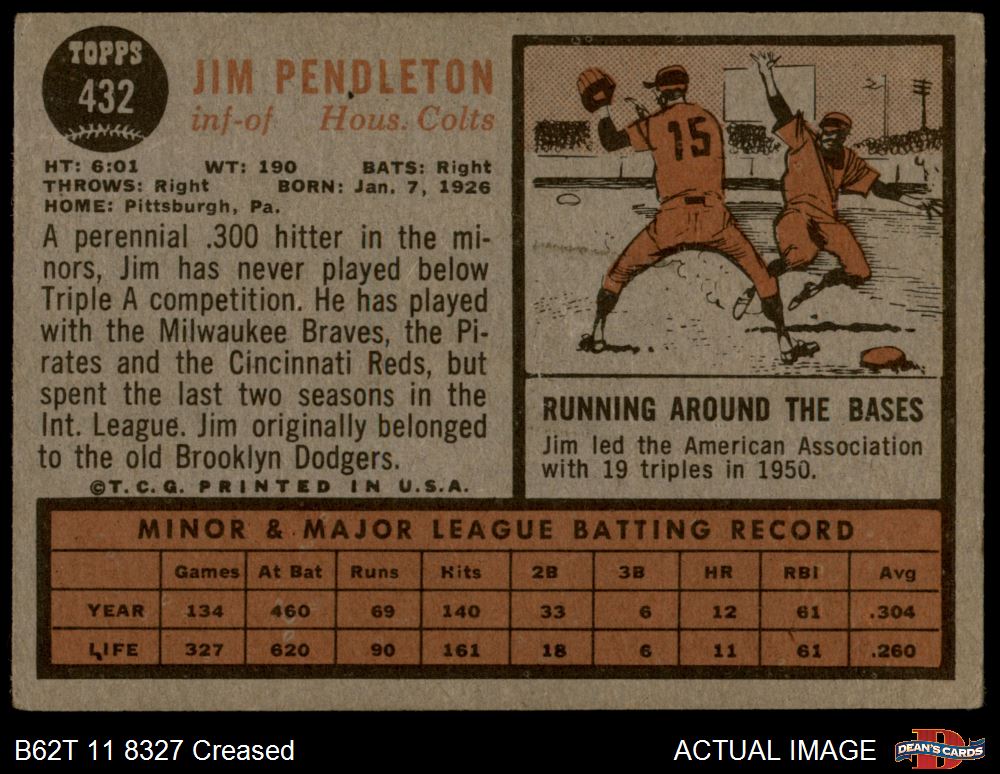 TOPPS
432
JIM PENDLETON
inf-of Hous. Colts
HT: 6:01 WT: 190 BATS: Right
THROWS: Right BORN: Jan. 7, 1926
HOME: Pittsburgh, Pa.
A perennial .300 hitter in the mi-
nors, Jim has never played below
Triple A competition. He has played
with the Milwaukee Braves, the Pi-
rates and the Cincinnati Reds, but
spent the last two seasons in the
Int. League. Jim originally belonged
to the old Brooklyn Dodgers.
©T.C.G. PRINTED IN U.S.A.
15
RUNNING AROUND THE BASES
Jim led the American Association
with 19 triples in 1950.
MINOR & MAJOR LEAGUE BATTING RECORD
Games At Bat Runs Hits 2B 3B HR RBI Avg
YEAR 134 460 69 140 33 6 12 61 .304
LIFE 327 620 90 161 18 6 11 61 .260
B62T 11 8327 Creased
ACTUAL IMAGE
D
DEAN'S CARDS